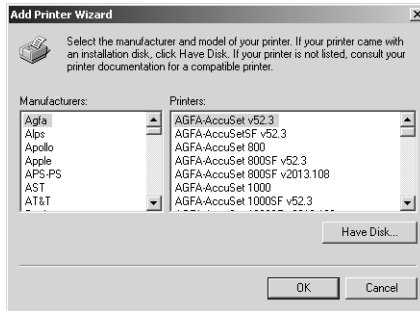 Add Printer Wizard
Select the manufacturer and model of your printer. If your printer came with
an installation disk, click Have Disk. If your printer is not listed, consult your
printer documentation for a compatible printer.
Manufacturers:
Printers:
Agfa
Alps
Apollo
Apple
APS-PS
AST
AT&T
AGFA-AccuSet v52.3
AGFA-AccuSetSF v52.3
AGFA-AccuSet 800
AGFA-AccuSet 800SF v52.3
AGFA-AccuSet 800SF v2013.108
AGFA-AccuSet 1000
AGFA-AccuSet 1000SF v52.3
Have Disk...
OK
Cancel